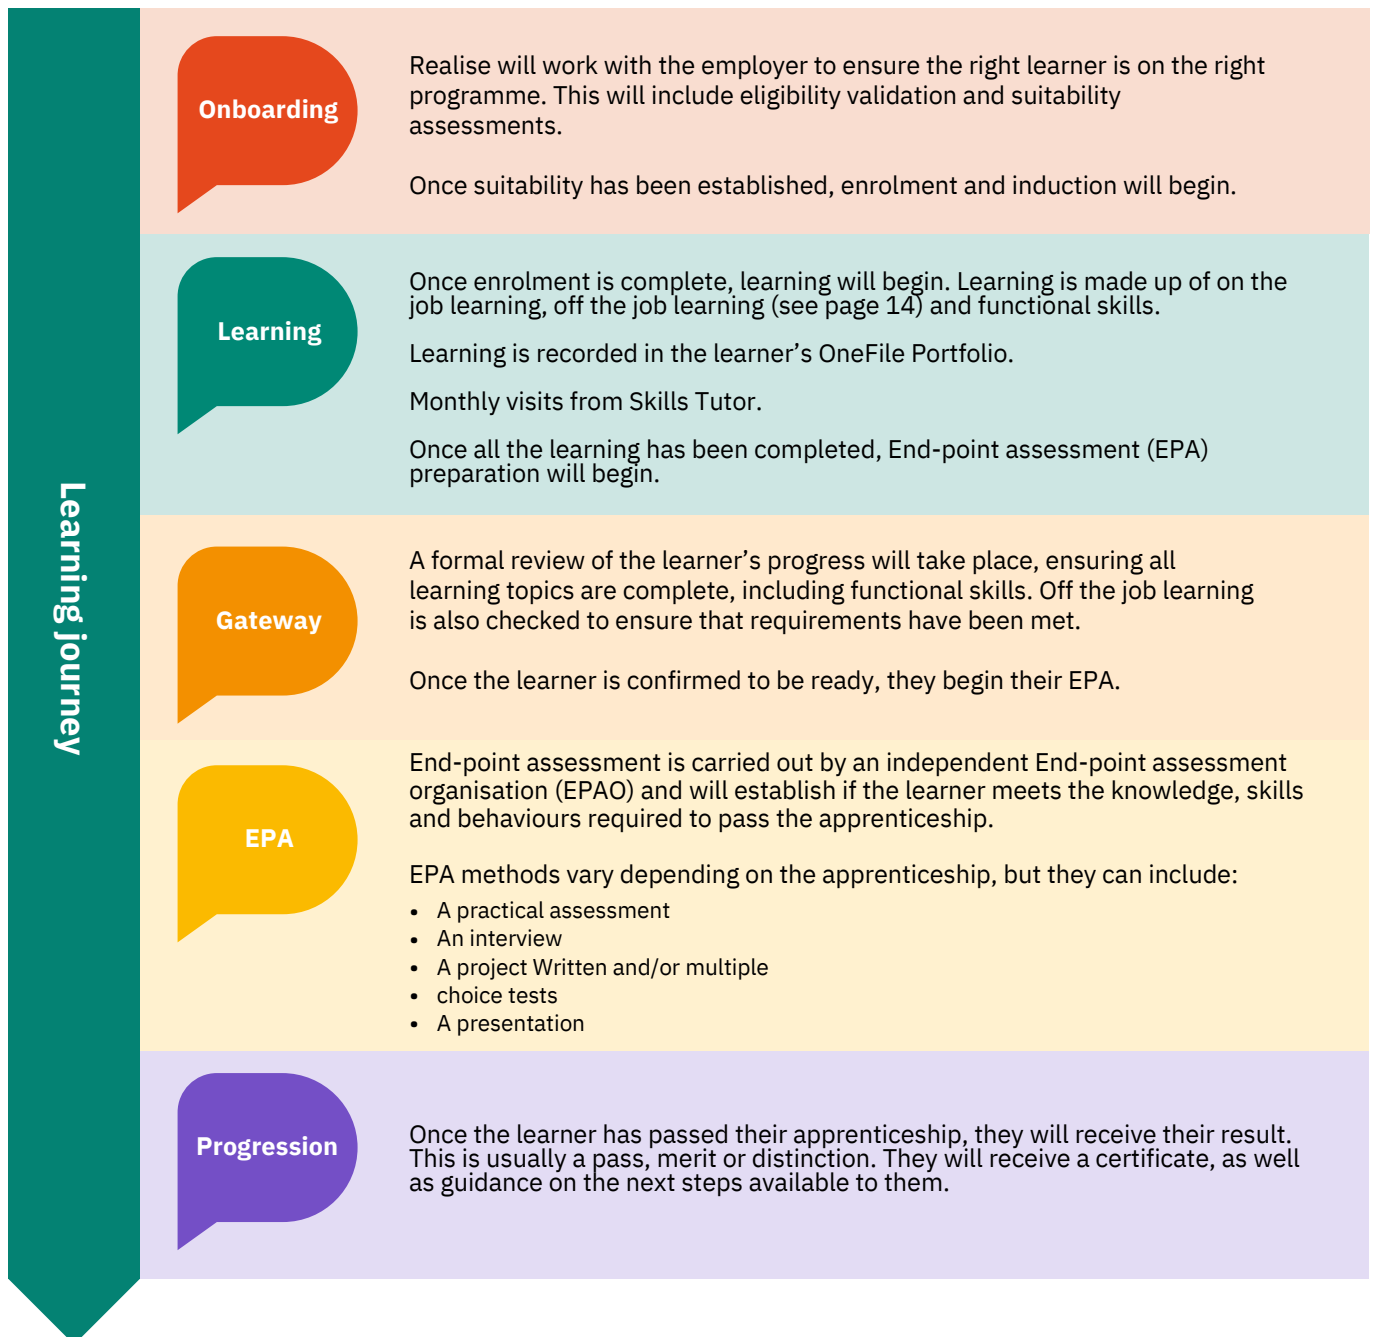 Learning journey
Onboarding
Realise will work with the employer to ensure the right learner is on the right
programme. This will include eligibility validation and suitability
assessments.
Once suitability has been established, enrolment and induction will begin.
Learning
Once enrolment is complete, learning will begin. Learning is made up of on the
job learning, off the job learning (see page 14) and functional skills.
Learning is recorded in the learner’s OneFile Portfolio.
Monthly visits from Skills Tutor.
Once all the learning has been completed, End-point assessment (EPA)
preparation will begin.
Gateway
A formal review of the learner’s progress will take place, ensuring all
learning topics are complete, including functional skills. Off the job learning
is also checked to ensure that requirements have been met.
Once the learner is confirmed to be ready, they begin their EPA.
EPA
End-point assessment is carried out by an independent End-point assessment
organisation (EPAO) and will establish if the learner meets the knowledge, skills
and behaviours required to pass the apprenticeship.
EPA methods vary depending on the apprenticeship, but they can include:
• A practical assessment
• An interview
• A project Written and/or multiple
• choice tests
• A presentation
Progression
Once the learner has passed their apprenticeship, they will receive their result.
This is usually a pass, merit or distinction. They will receive a certificate, as well
as guidance on the next steps available to them.